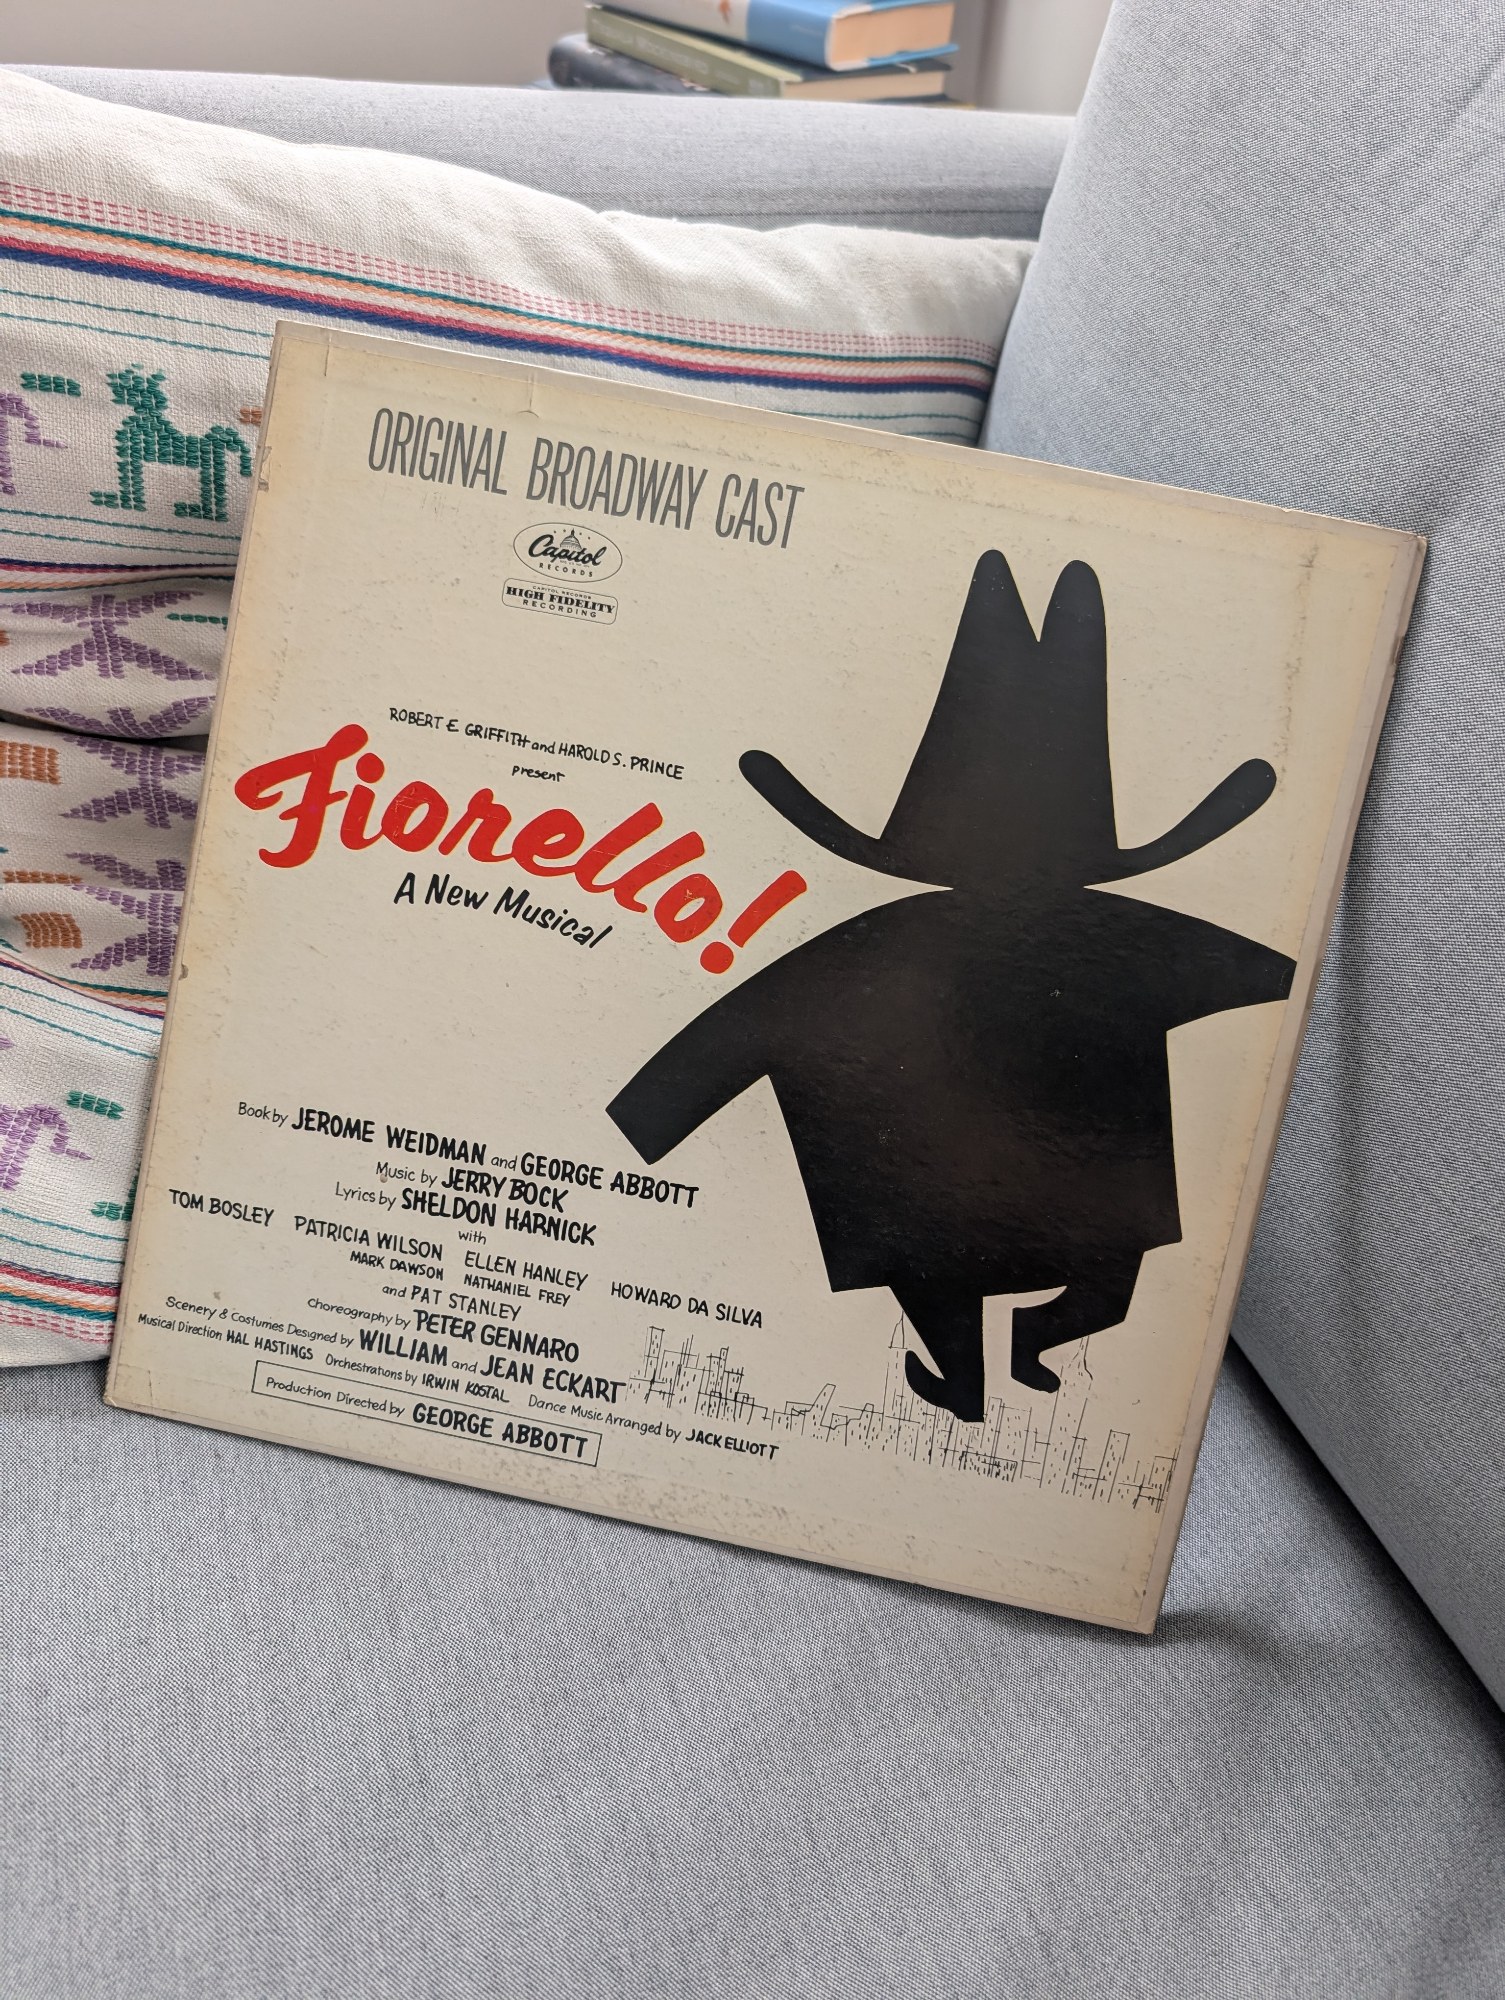 ORIGINAL BROADWAY CAST
Capitol
RECORDS
CAPITOL RECORDS
HIGH FIDELITY
RECORDING
ROBERT E. GRIFFITH and HAROLD S. PRINCE
present
Fiorello!
A New Musical
Book by JEROME WEIDMAN and GEORGE ABBOTT
Music by JERRY BOCK
Lyrics by SHELDON HARNICK
with
TOM BOSLEY PATRICIA WILSON ELLEN HANLEY HOWARD DA SILVA
MARK DAWSON NATHANIEL FREY
and PAT STANLEY
Choreography by PETER GENNARO
Scenery & Costumes Designed by WILLIAM and JEAN ECKART
Musical Direction HAL HASTINGS Orchestrations by IRWIN KOSTAL Dance Music Arranged by JACK ELLIOTT
Production Directed by GEORGE ABBOTT